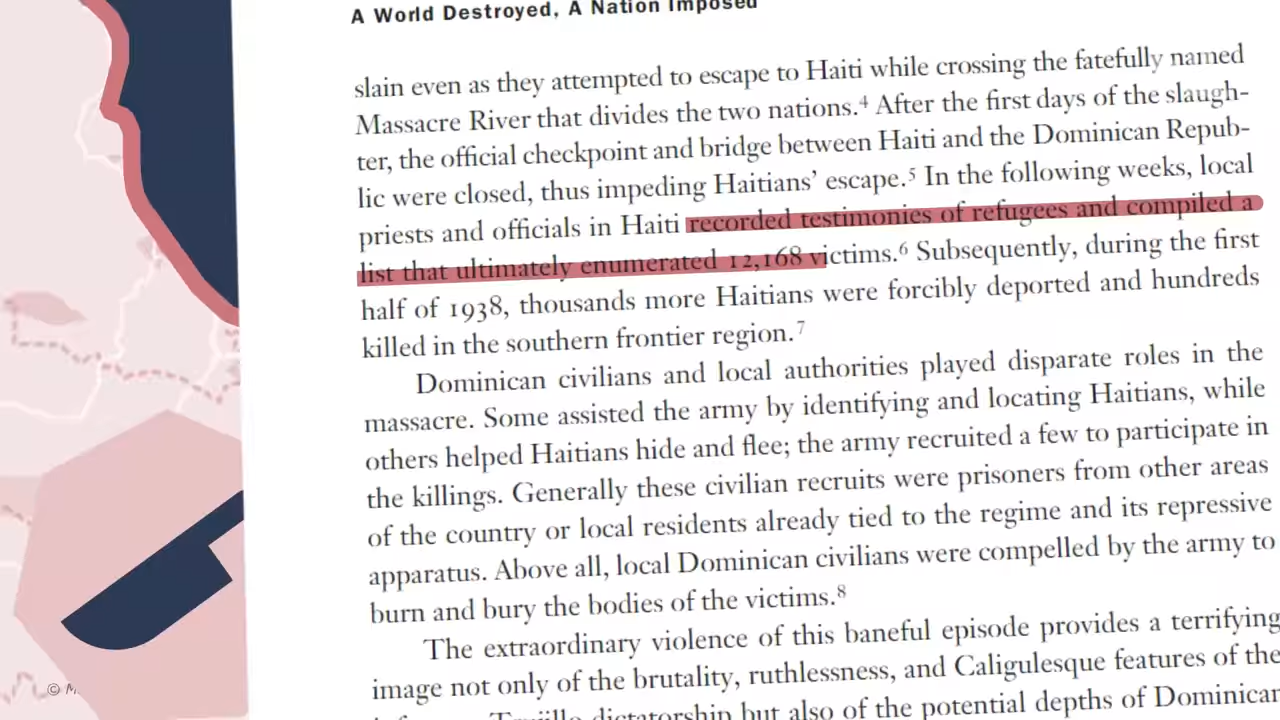 A World Destroyed, A Nation Imposed
slain even as they attempted to escape to Haiti while crossing the fatefully named
Massacre River that divides the two nations.⁴ After the first days of the slaugh-
ter, the official checkpoint and bridge between Haiti and the Dominican Repub-
lic were closed, thus impeding Haitians’ escape.⁵ In the following weeks, local
priests and officials in Haiti recorded testimonies of refugees and compiled a
list that ultimately enumerated 12,168 victims.⁶ Subsequently, during the first
half of 1938, thousands more Haitians were forcibly deported and hundreds
killed in the southern frontier region.⁷
Dominican civilians and local authorities played disparate roles in the
massacre. Some assisted the army by identifying and locating Haitians, while
others helped Haitians hide and flee; the army recruited a few to participate in
the killings. Generally these civilian recruits were prisoners from other areas
of the country or local residents already tied to the regime and its repressive
apparatus. Above all, local Dominican civilians were compelled by the army to
burn and bury the bodies of the victims.⁸
The extraordinary violence of this baneful episode provides a terrifying
image not only of the brutality, ruthlessness, and Caligulesque features of the
Trujillo dictatorship but also of the potential depths of Dominican
© M